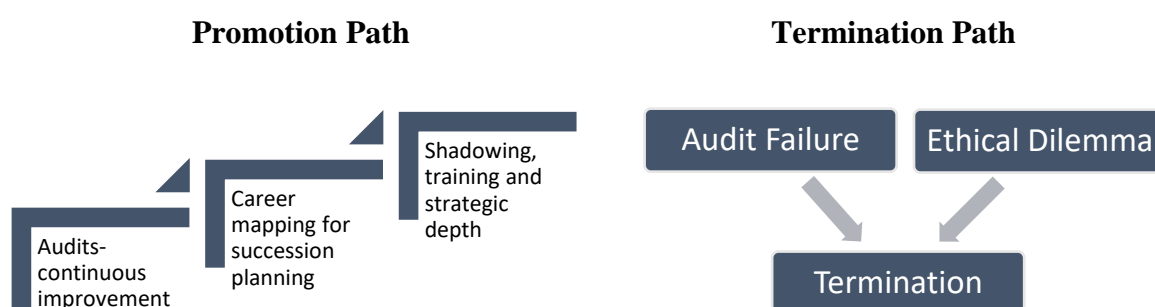 Promotion Path
Termination Path
Audits-
continuous
improvement
Career
mapping for
succession
planning
Shadowing,
training and
strategic
depth
Audit Failure
Ethical Dilemma
Termination